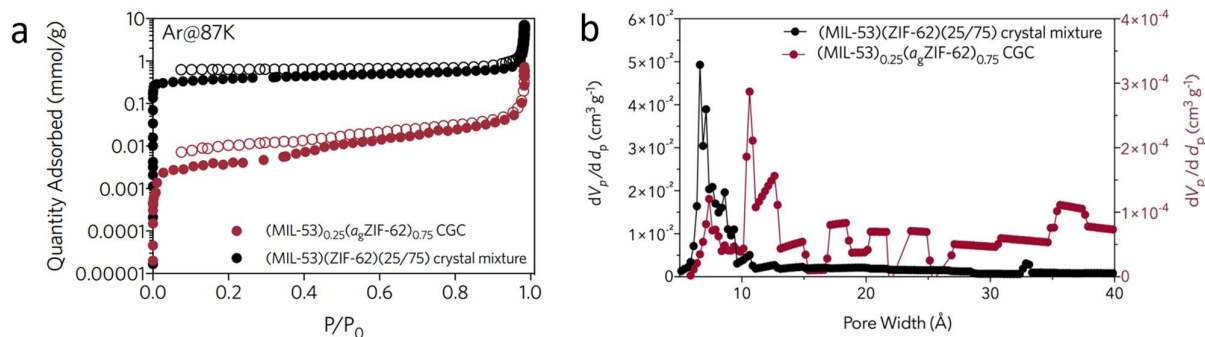 a
Ar@87K
Quantity Adsorbed (mmol/g)
10
1
0.1
0.01
0.001
0.0001
0.00001
(MIL-53)0.25(agZIF-62)0.75 CGC
(MIL-53)(ZIF-62)(25/75) crystal mixture
0.0 0.2 0.4 0.6 0.8 1.0
P/P0
b
(MIL-53)(ZIF-62)(25/75) crystal mixture
(MIL-53)0.25(agZIF-62)0.75 CGC
dVp/d dp (cm3 g-1)
6*10-2
5*10-2
4*10-2
3*10-2
2*10-2
1*10-2
0
4*10-4
3*10-4
2*10-4
1*10-4
0
dVp/d dp (cm3 g-1)
10 20 30 40
Pore Width (Å)